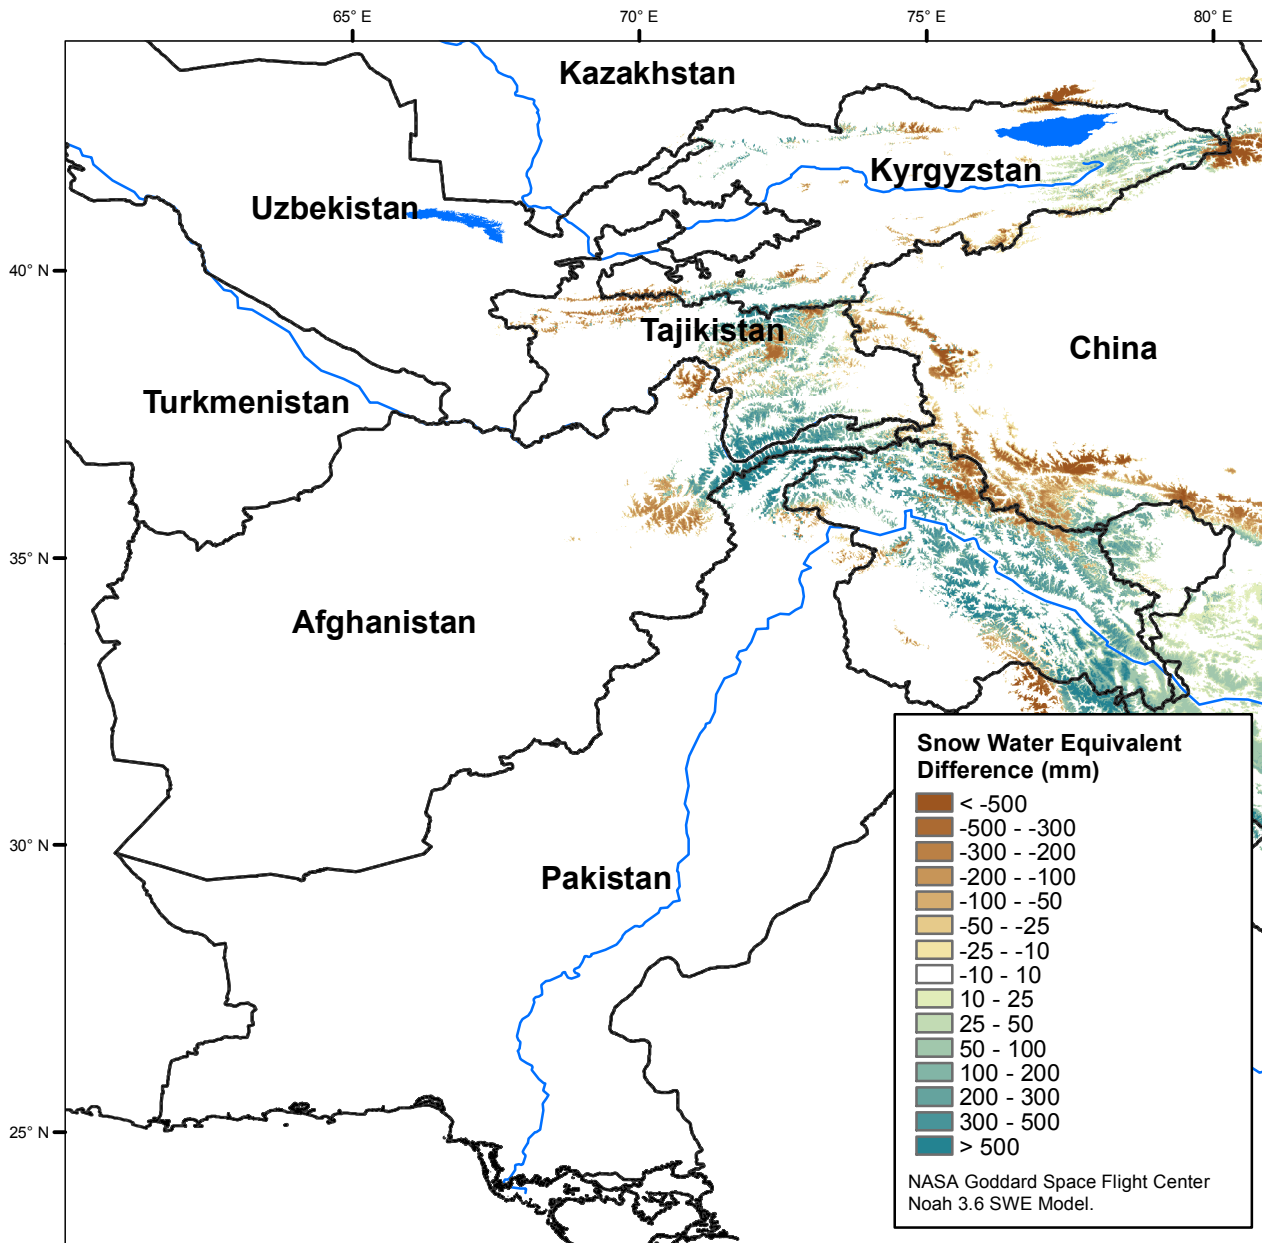 65° E
70° E
75° E
80° E
Kazakhstan
Kyrgyzstan
Uzbekistan
40° N
Tajikistan
China
Turkmenistan
35° N
Afghanistan
30° N
Pakistan
25° N
Snow Water Equivalent
Difference (mm)
< -500
-500 - -300
-300 - -200
-200 - -100
-100 - -50
-50 - -25
-25 - -10
-10 - 10
10 - 25
25 - 50
50 - 100
100 - 200
200 - 300
300 - 500
> 500
NASA Goddard Space Flight Center
Noah 3.6 SWE Model.